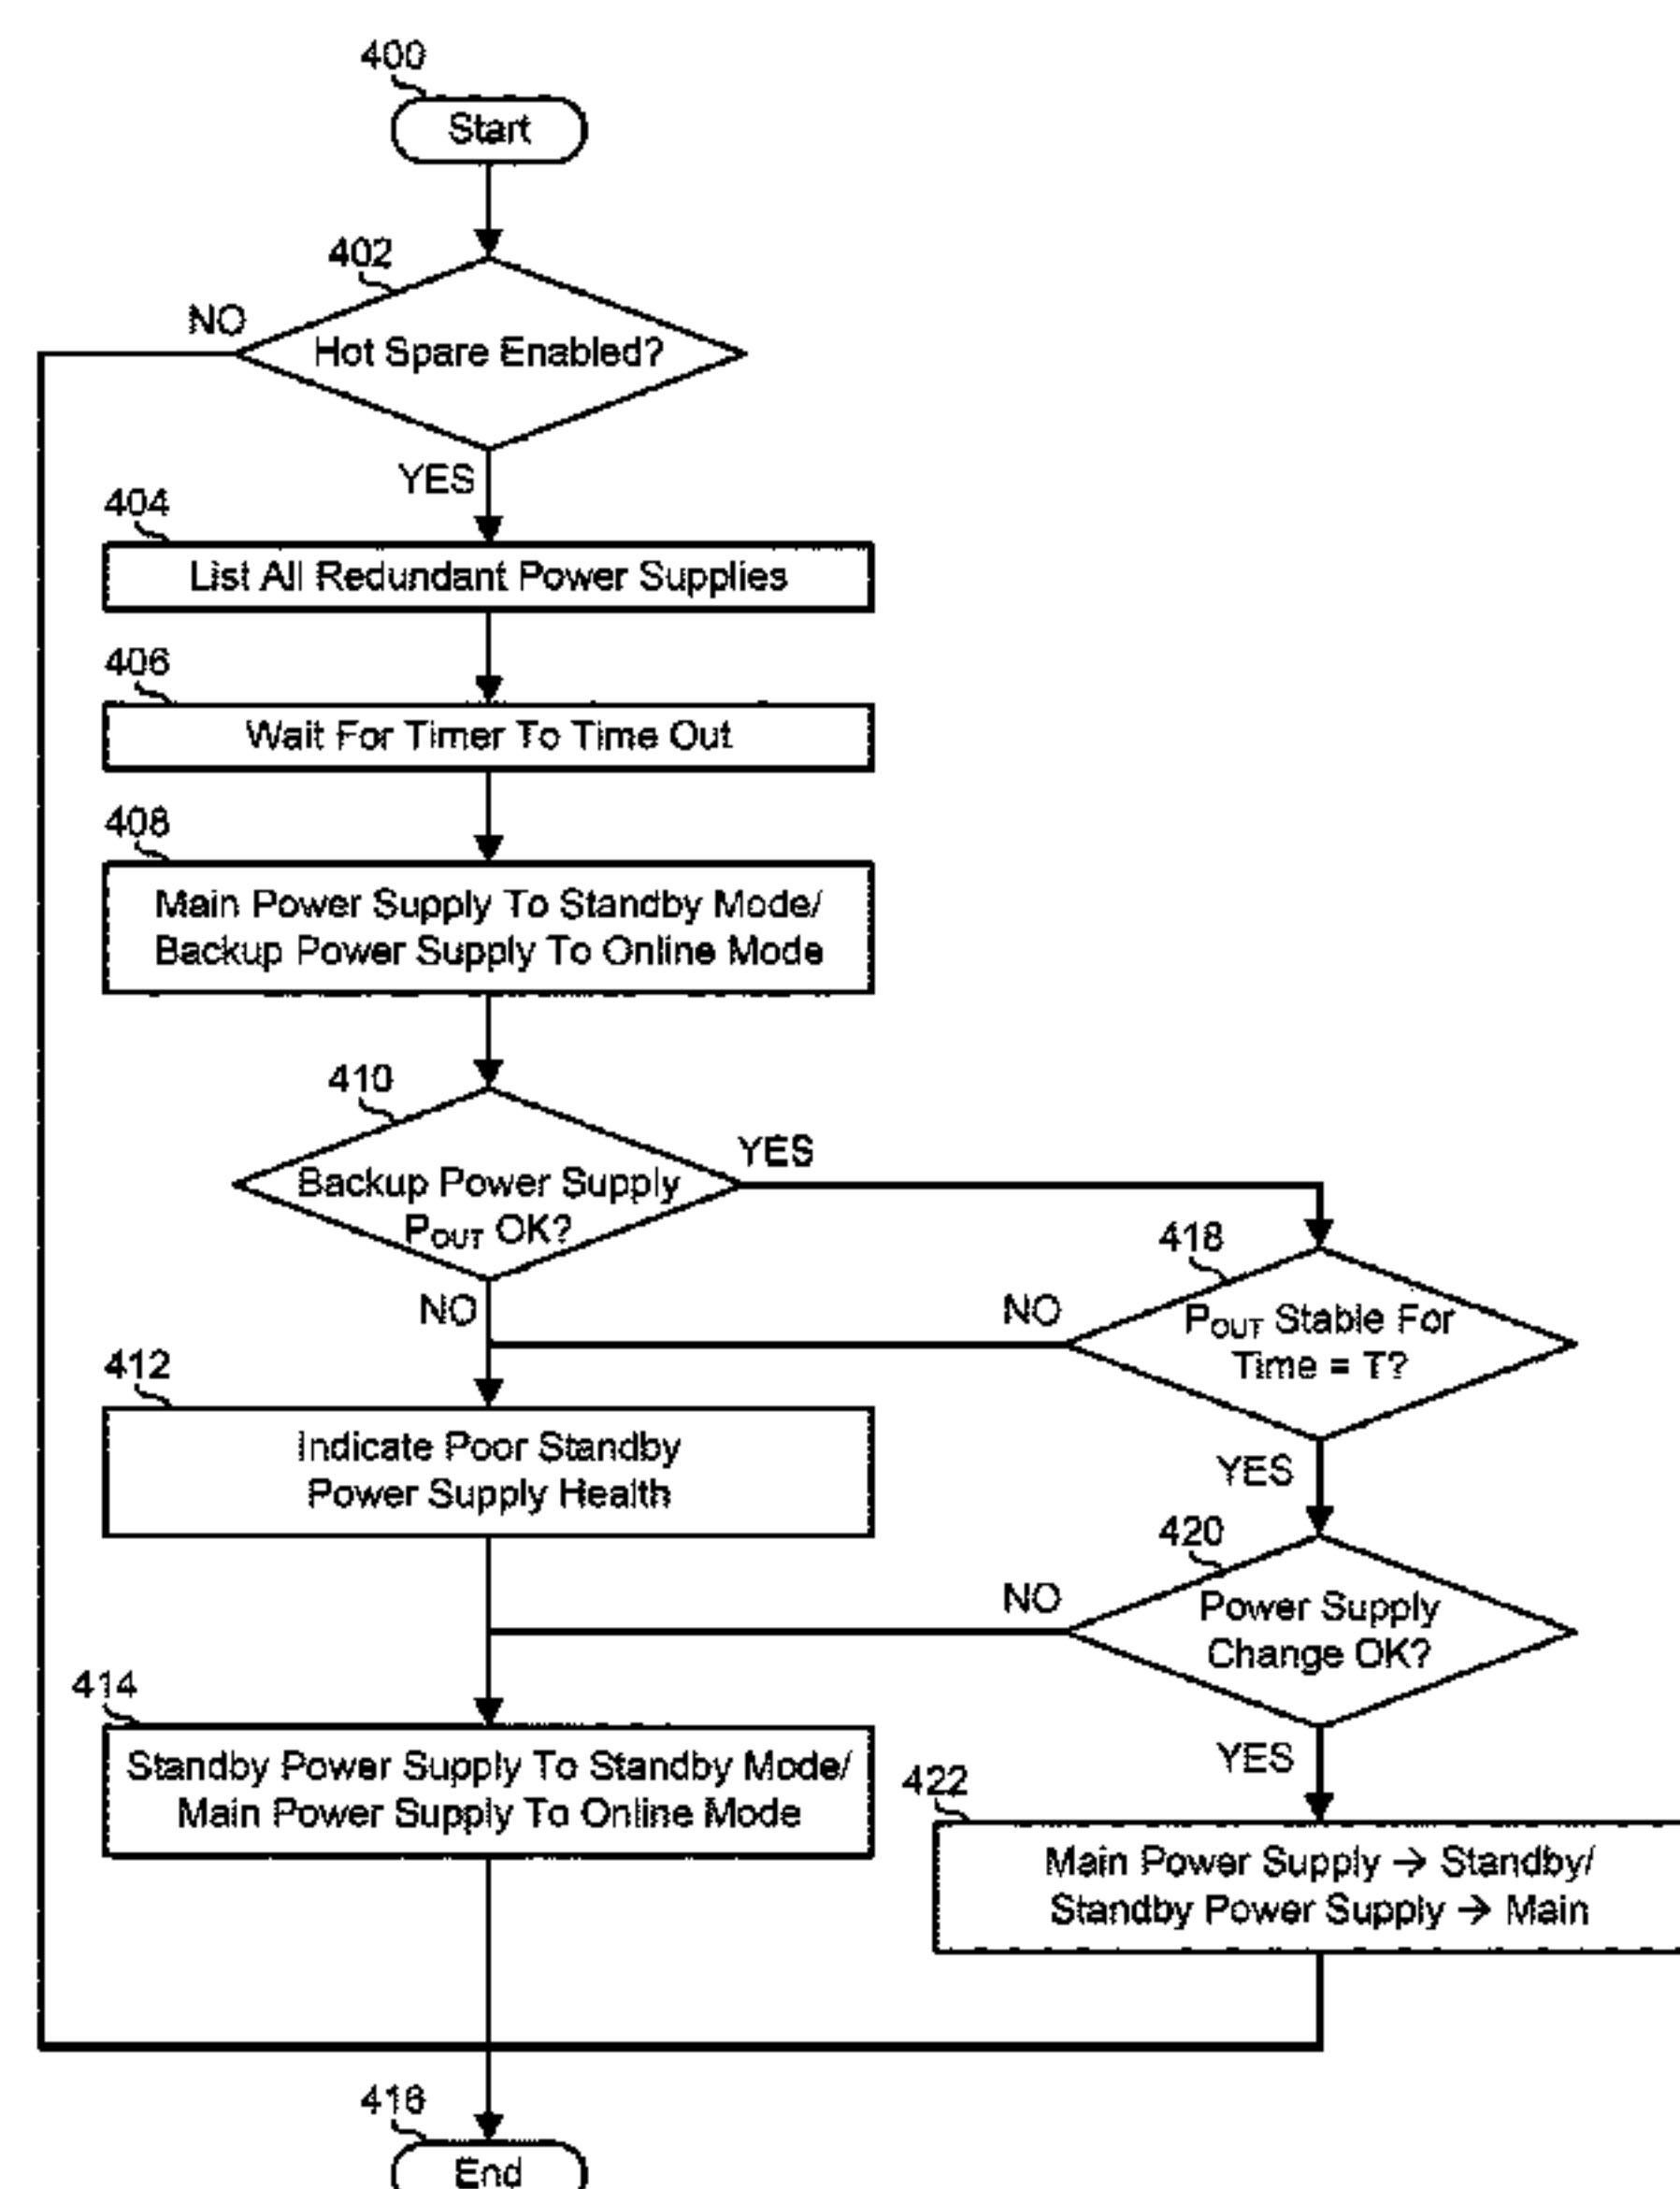 400
Start
402
NO
Hot Spare Enabled?
YES
404
List All Redundant Power Supplies
406
Wait For Timer To Time Out
408
Main Power Supply To Standby Mode/
Backup Power Supply To Online Mode
410
YES
Backup Power Supply
POUT OK?
418
NO
NO
POUT Stable For
Time = T?
412
Indicate Poor Standby
Power Supply Health
YES
420
NO
Power Supply
Change OK?
414
Standby Power Supply To Standby Mode/
Main Power Supply To Online Mode
YES
422
Main Power Supply → Standby/
Standby Power Supply → Main
416
End